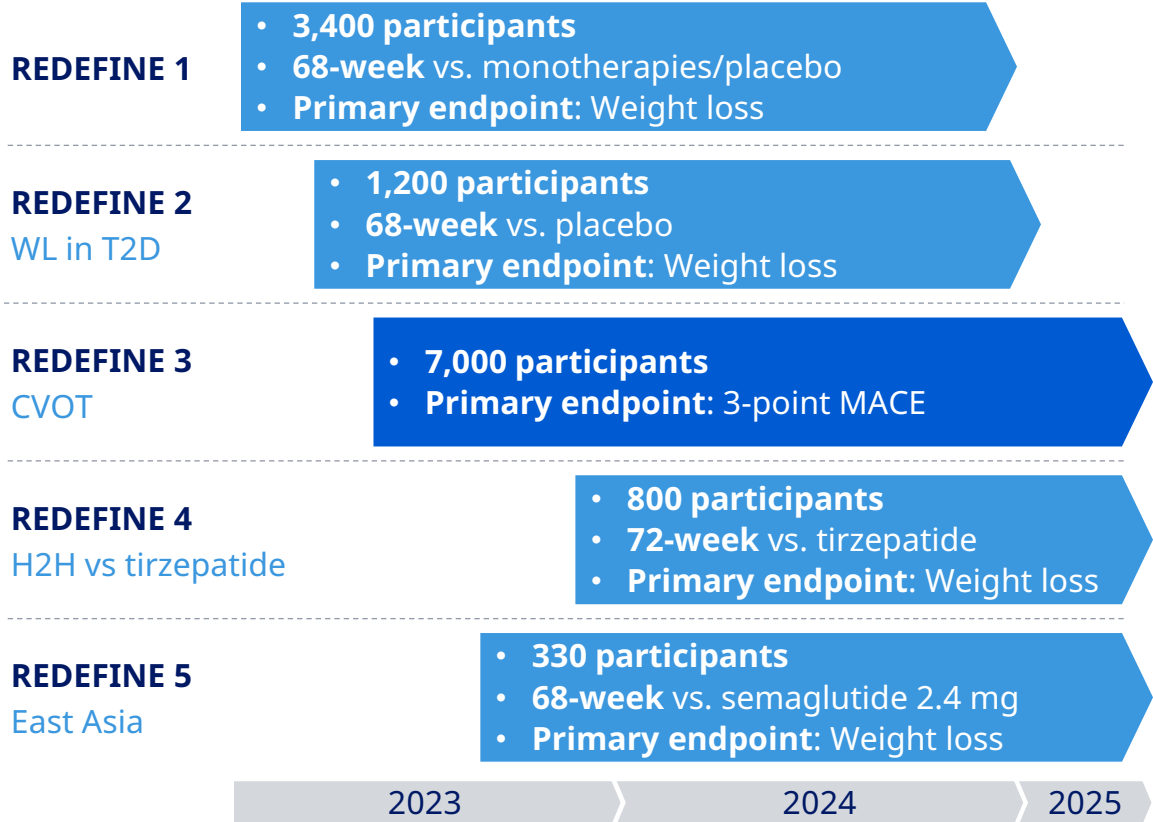 REDEFINE 1
• 3,400 participants
• 68-week vs. monotherapies/placebo
• Primary endpoint: Weight loss
REDEFINE 2
WL in T2D
• 1,200 participants
• 68-week vs. placebo
• Primary endpoint: Weight loss
REDEFINE 3
CVOT
• 7,000 participants
• Primary endpoint: 3-point MACE
REDEFINE 4
H2H vs tirzepatide
• 800 participants
• 72-week vs. tirzepatide
• Primary endpoint: Weight loss
REDEFINE 5
East Asia
• 330 participants
• 68-week vs. semaglutide 2.4 mg
• Primary endpoint: Weight loss
2023 2024 2025